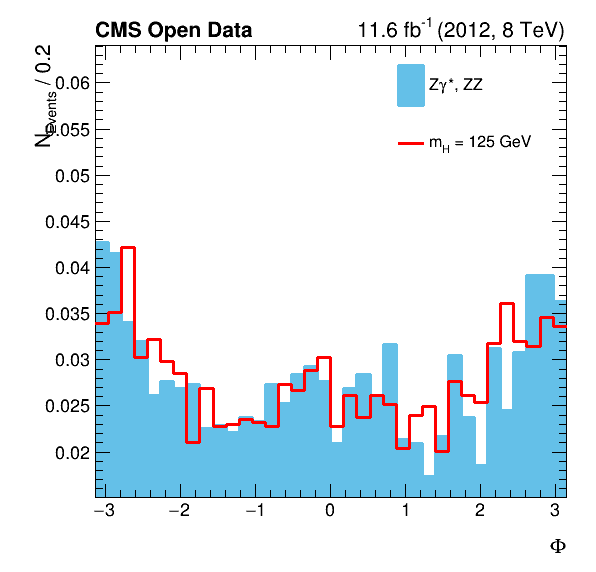 CMS Open Data 11.6 fb⁻¹ (2012, 8 TeV)
N_events / 0.2
Zγ*, ZZ
m_H = 125 GeV
0.06
0.055
0.05
0.045
0.04
0.035
0.03
0.025
0.02
−3 −2 −1 0 1 2 3
Φ